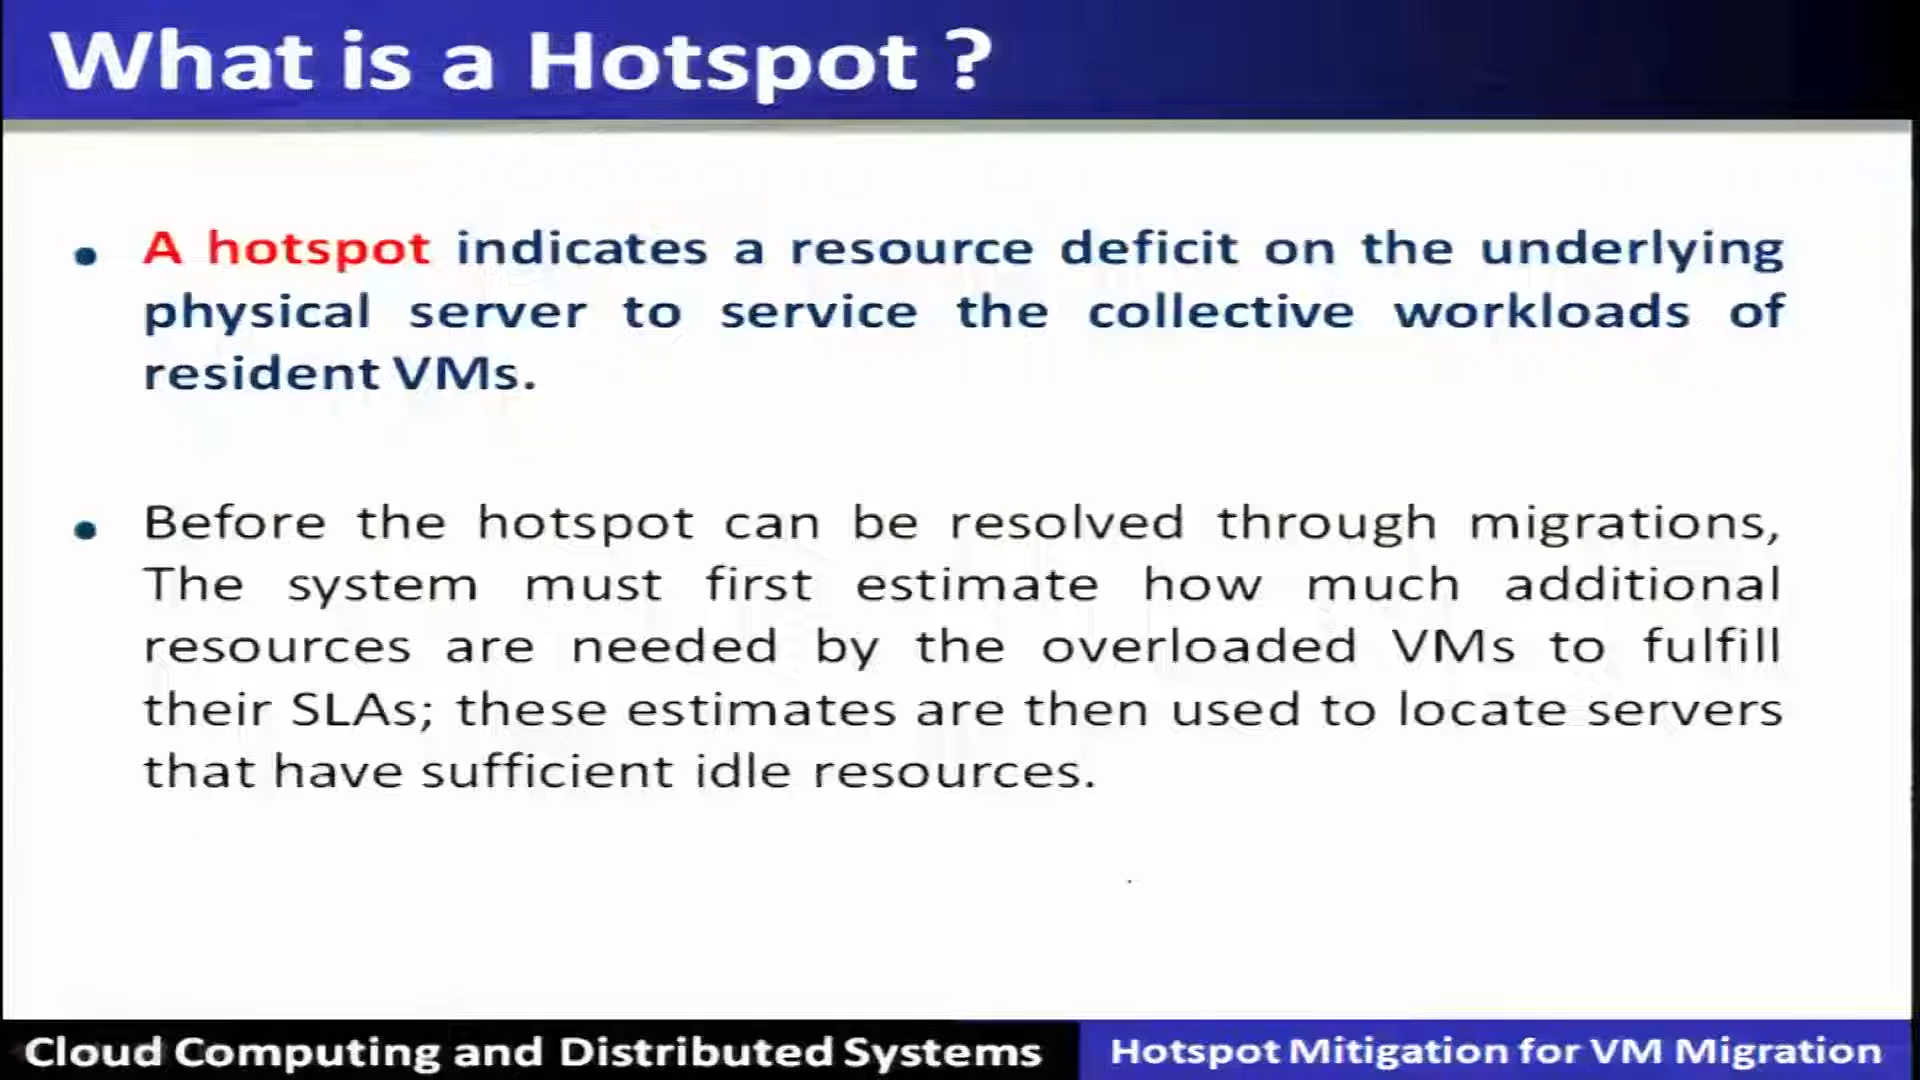 What is a Hotspot ?
• A hotspot indicates a resource deficit on the underlying
physical server to service the collective workloads of
resident VMs.
• Before the hotspot can be resolved through migrations,
The system must first estimate how much additional
resources are needed by the overloaded VMs to fulfill
their SLAs; these estimates are then used to locate servers
that have sufficient idle resources.
Cloud Computing and Distributed Systems
Hotspot Mitigation for VM Migration